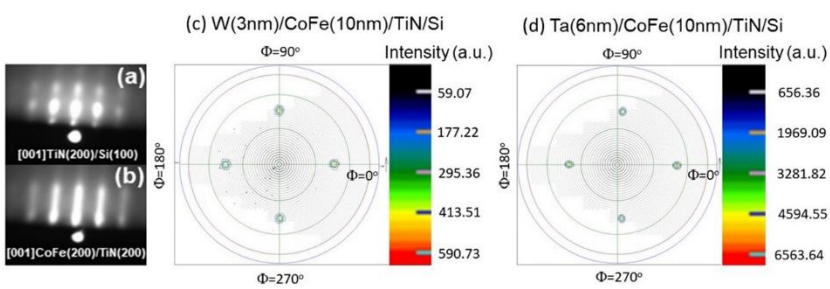 (a)
[001]TiN(200)/Si(100)
(b)
[001]CoFe(200)/TiN(200)
(c) W(3nm)/CoFe(10nm)/TiN/Si
Φ=90°
Intensity (a.u.)
Φ=180°
Φ=0°
59.07
177.22
295.36
413.51
590.73
Φ=270°
(d) Ta(6nm)/CoFe(10nm)/TiN/Si
Φ=90°
Intensity (a.u.)
Φ=180°
Φ=0°
656.36
1969.09
3281.82
4594.55
6563.64
Φ=270°